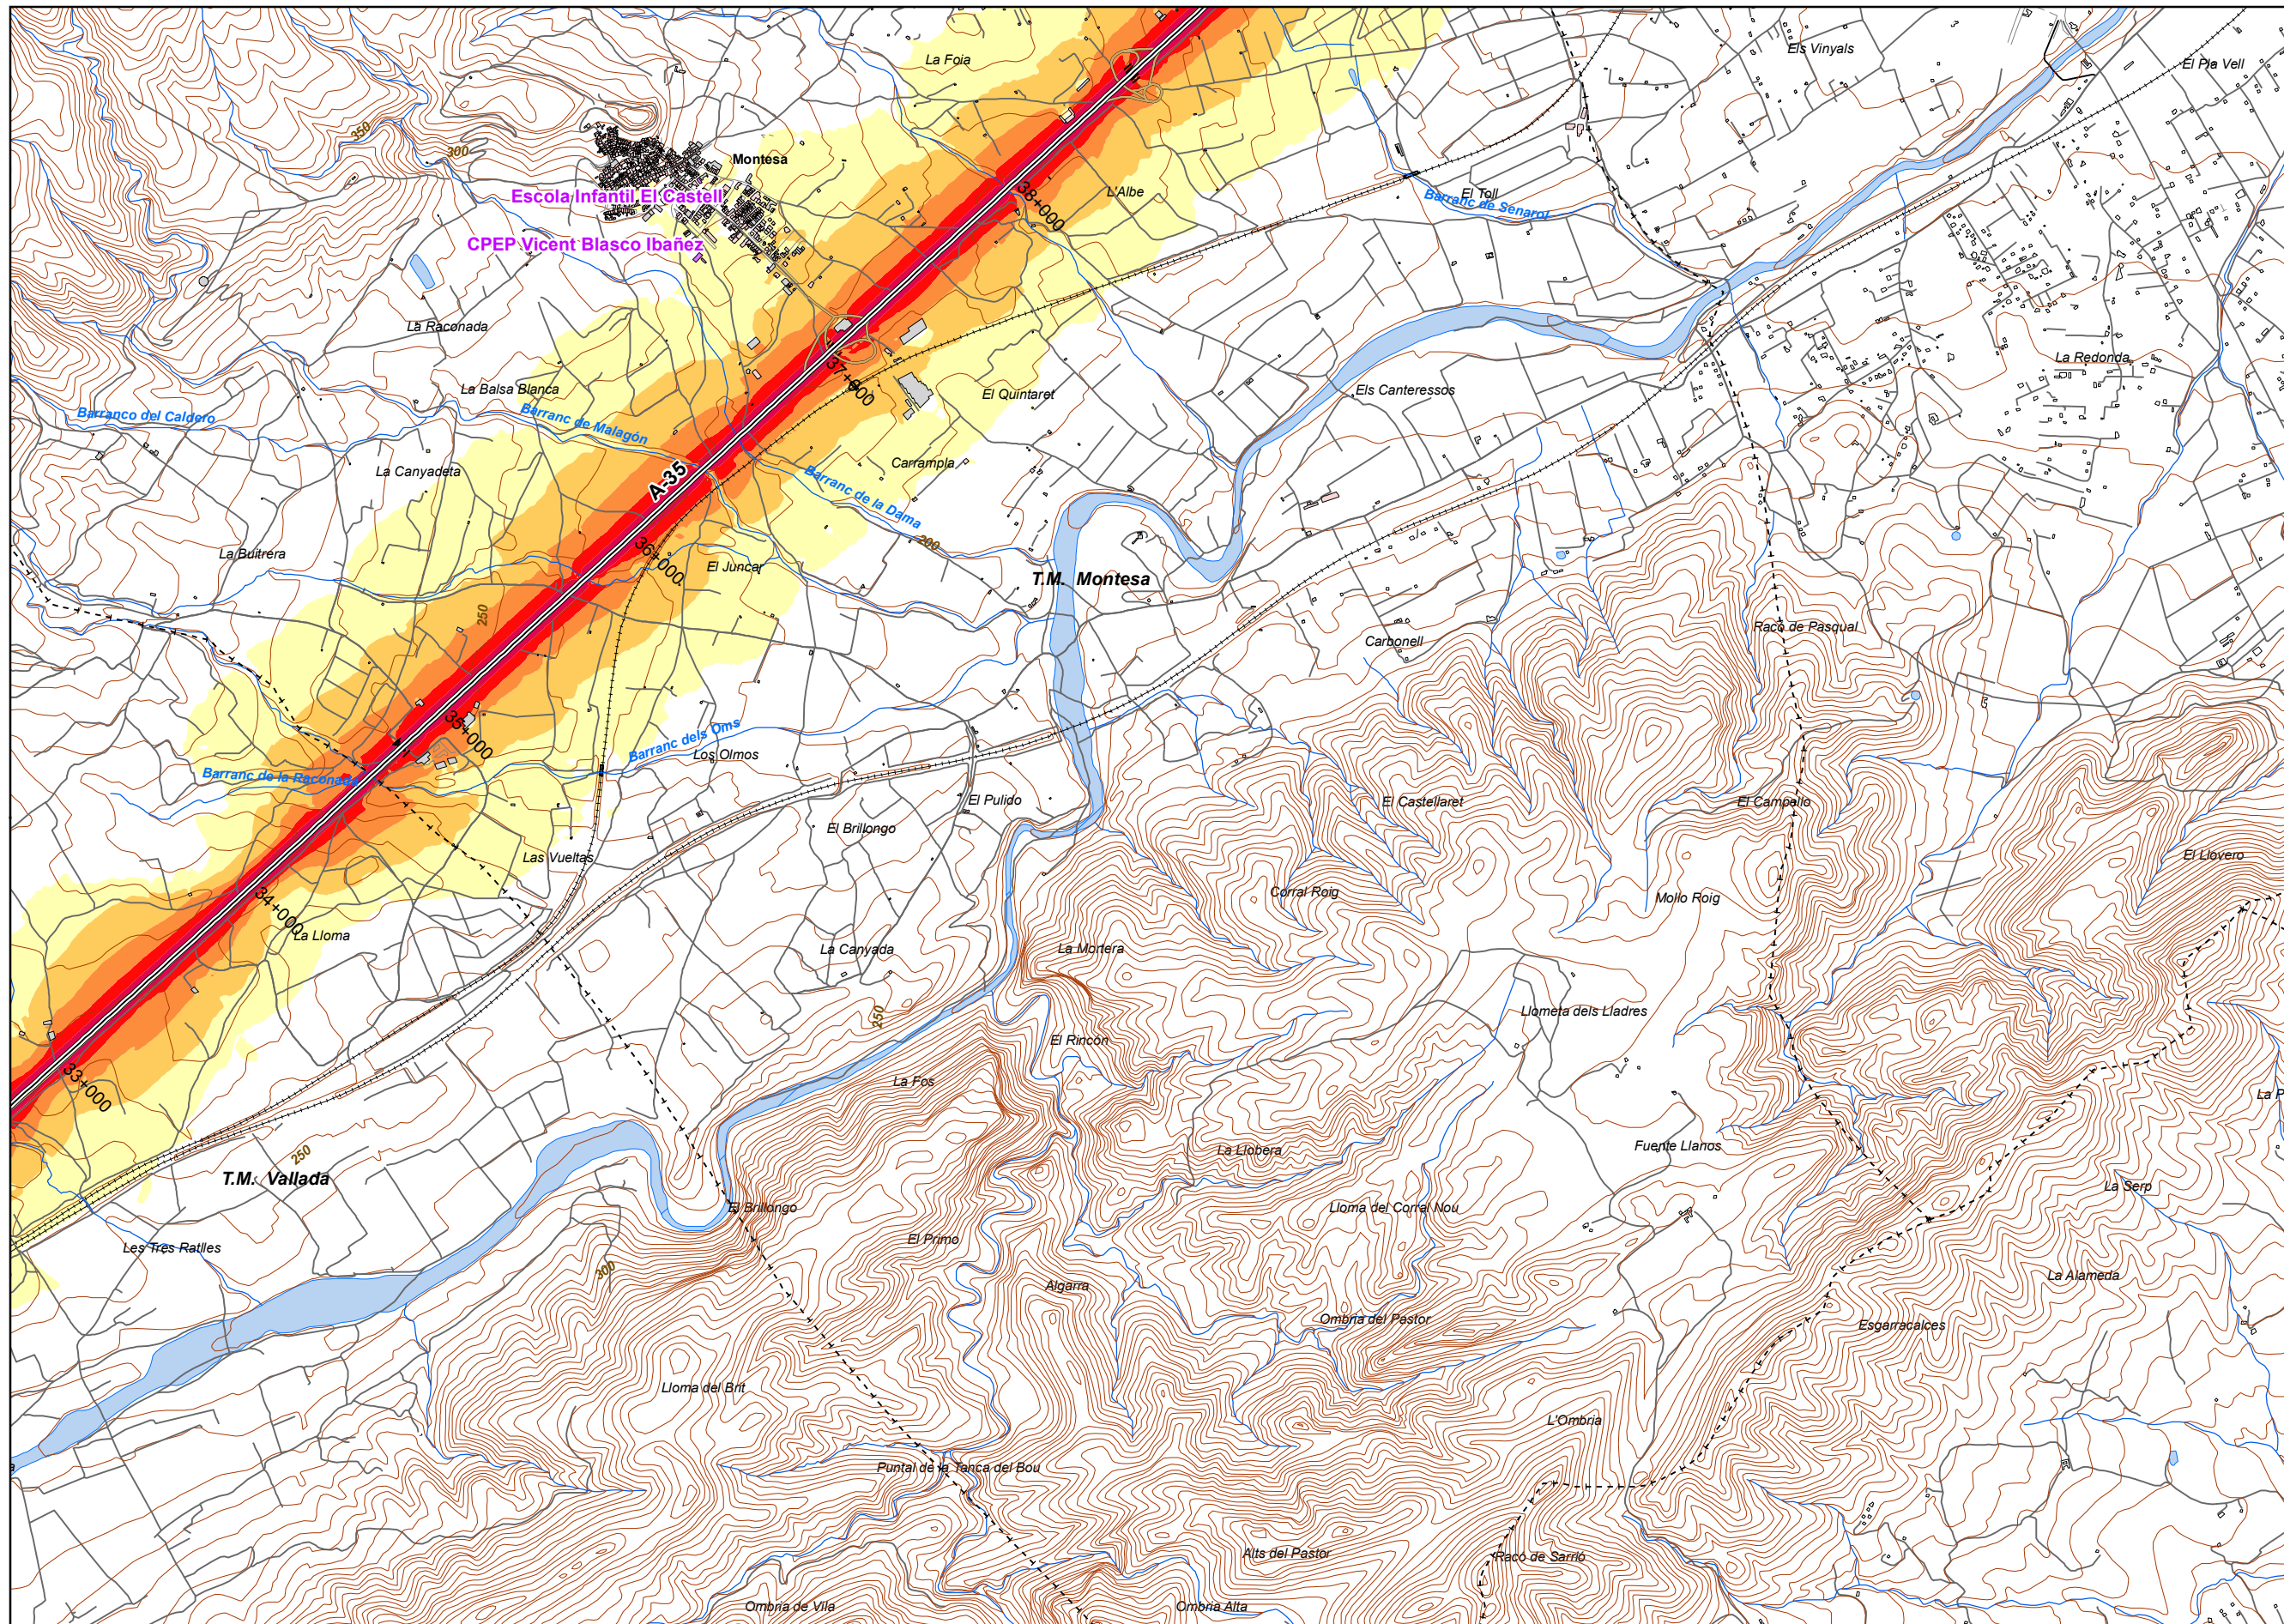 La Foia
Els Vinyals
El Pla Vell
350
300
Montesa
Escola Infantil El Castell
38+000
L'Albe
El Toll
Barranc de Senarol
CPEP Vicent Blasco Ibañez
La Raconada
37+000
La Redonda
La Balsa Blanca
El Quintaret
Els Canteressos
Barranco del Caldero
Barranc de Malagón
La Canyadeta
A-35
Carrampla
Barranc de la Dama
200
La Buitrera
36+000
El Juncar
T.M. Montesa
250
Racó de Pasqual
Carbonell
35+000
Barranc dels Oms
Los Olmos
Barranc de la Raconada
El Pulido
El Castellaret
El Campello
El Brillongo
Las Vueltas
El Llovero
34+000
Corral Roig
Mollo Roig
La Lloma
La Canyada
La Mortera
250
Llometa dels Lladres
El Rincón
33+000
La Fos
La P
250
La Llobera
Fuente Llanos
T.M. Vallada
La Serp
El Brillongo
Lloma del Corral Nou
Les Tres Ratlles
El Primo
300
Algarra
La Alameda
Ombria del Pastor
Esgarracalces
Lloma del Brit
L'Ombria
a
Puntal de la Tanca del Bou
Alts del Pastor
Racó de Sarrló
Ombria de Vila
Ombria Alta